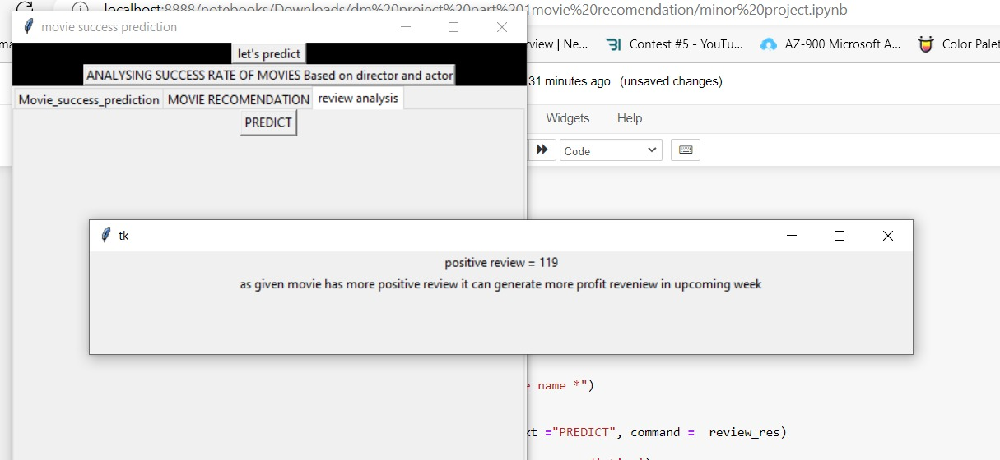 localhost:8888/notebooks/Downloads/dm%20project%20part%201movie%20recomendation/minor%20project.ipynb
movie success prediction
view | Ne...
Contest #5 - YouTu...
AZ-900 Microsoft A...
Color Palet
let's predict
ANALYSING SUCCESS RATE OF MOVIES Based on director and actor
31 minutes ago (unsaved changes)
Movie_success_prediction MOVIE RECOMENDATION review analysis
PREDICT
Widgets Help
Code
tk
positive review = 119
as given movie has more positive review it can generate more profit reveniew in upcoming week
e name *")
xt ="PREDICT", command = review_res)